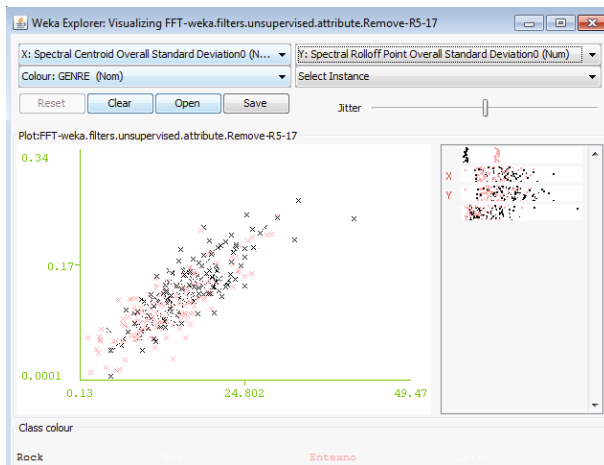 Weka Explorer: Visualizing FFT-weka.filters.unsupervised.attribute.Remove-R5-17
X: Spectral Centroid Overall Standard Deviation0 (N...
Y: Spectral Rolloff Point Overall Standard Deviation0 (Num)
Colour: GENRE (Nom)
Select Instance
Reset
Clear
Open
Save
Jitter
Plot:FFT-weka.filters.unsupervised.attribute.Remove-R5-17
0.34
0.17
0.0001
0.13
24.802
49.47
X
Y
Class colour
Rock
Entexno